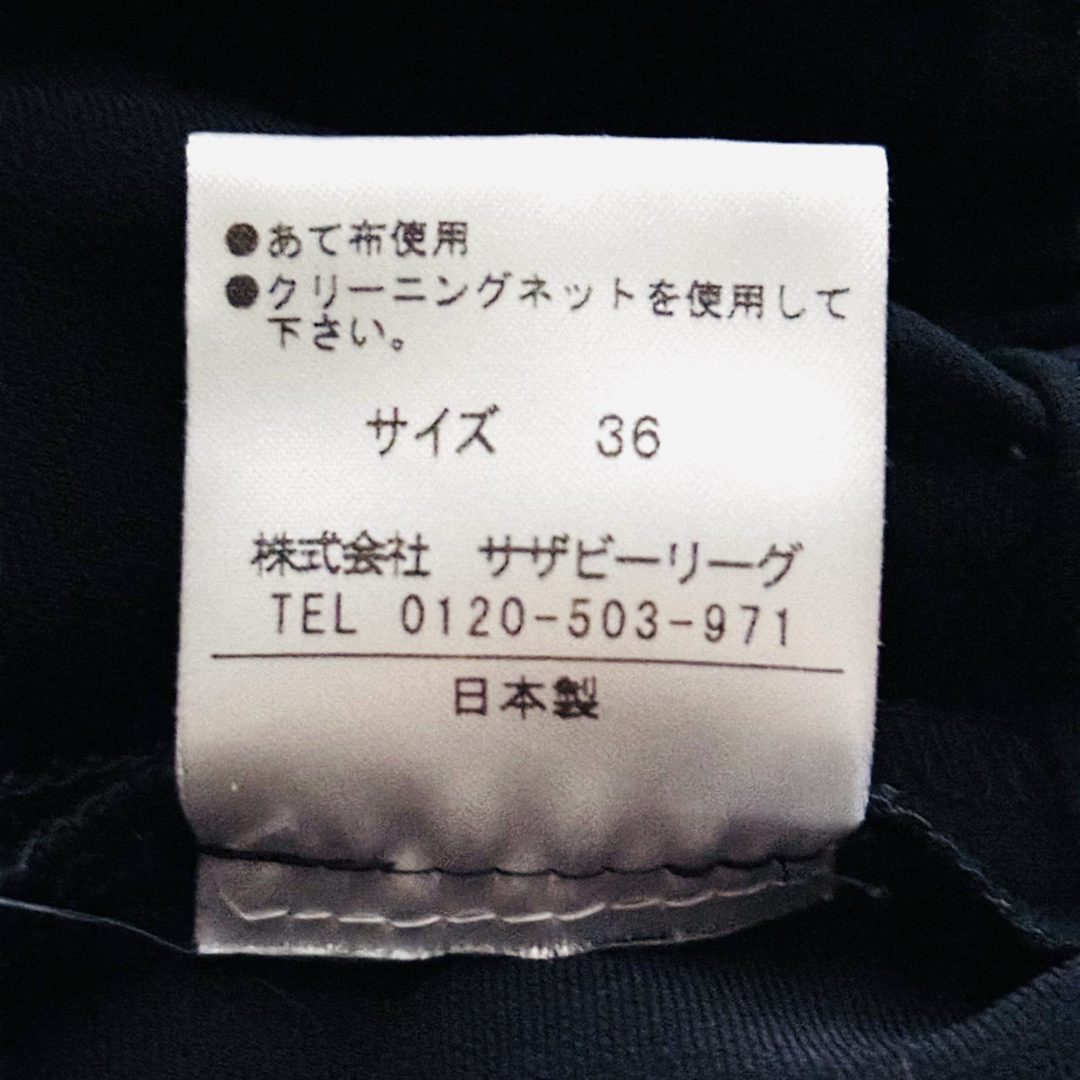 ●あて布使用
●クリーニングネットを使用して
下さい。
サイズ 36
株式会社 サザビーリーグ
TEL 0120-503-971
日本製